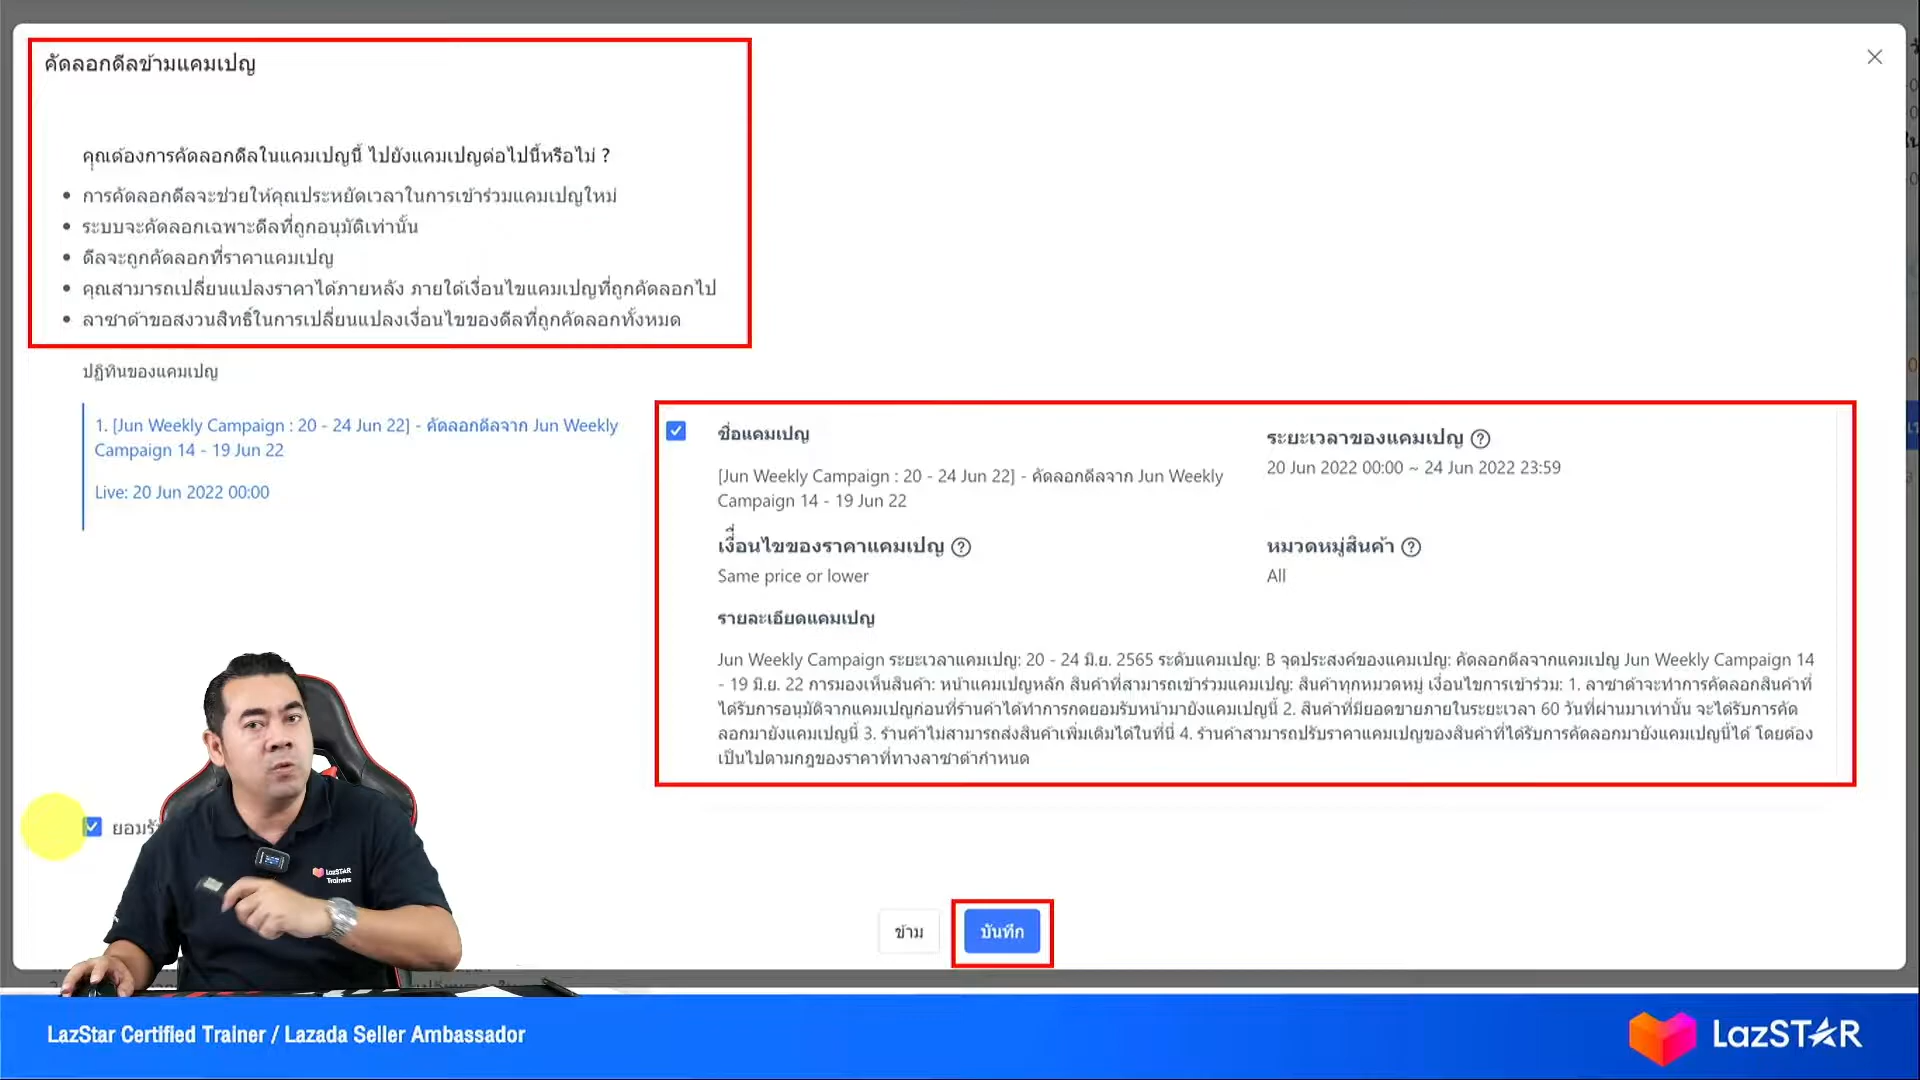 คัดลอกดีลข้ามแคมเปญ
คุณต้องการคัดลอกดีลในแคมเปญนี้ ไปยังแคมเปญต่อไปนี้หรือไม่ ?
การคัดลอกดีลจะช่วยให้คุณประหยัดเวลาในการเข้าร่วมแคมเปญใหม่
ระบบจะคัดลอกเฉพาะดีลที่ถูกอนุมัติเท่านั้น
ดีลจะถูกคัดลอกที่ราคาแคมเปญ
คุณสามารถเปลี่ยนแปลงราคาได้ภายหลัง ภายใต้เงื่อนไขแคมเปญที่ถูกคัดลอกไป
ลาซาด้าขอสงวนสิทธิ์ในการเปลี่ยนแปลงเงื่อนไขของดีลที่ถูกคัดลอกทั้งหมด
ปฏิทินของแคมเปญ
1. [Jun Weekly Campaign : 20 - 24 Jun 22] - คัดลอกดีลจาก Jun Weekly
Campaign 14 - 19 Jun 22
Live: 20 Jun 2022 00:00
ชื่อแคมเปญ
[Jun Weekly Campaign : 20 - 24 Jun 22] - คัดลอกดีลจาก Jun Weekly
Campaign 14 - 19 Jun 22
ระยะเวลาของแคมเปญ
20 Jun 2022 00:00 ~ 24 Jun 2022 23:59
เงื่อนไขของราคาแคมเปญ
Same price or lower
หมวดหมู่สินค้า
All
รายละเอียดแคมเปญ
Jun Weekly Campaign ระยะเวลาแคมเปญ: 20 - 24 มิ.ย. 2565 ระดับแคมเปญ: B จุดประสงค์ของแคมเปญ: คัดลอกดีลจากแคมเปญ Jun Weekly Campaign 14
- 19 มิ.ย. 22 การมองเห็นสินค้า: หน้าแคมเปญหลัก สินค้าที่สามารถเข้าร่วมแคมเปญ: สินค้าทุกหมวดหมู่ เงื่อนไขการเข้าร่วม: 1. ลาซาด้าจะทำการคัดลอกสินค้าที่
ได้รับการอนุมัติจากแคมเปญก่อนที่ร้านค้าได้ทำการกดยอมรับหน้ามายังแคมเปญนี้ 2. สินค้าที่มียอดขายภายในระยะเวลา 60 วันที่ผ่านมาเท่านั้น จะได้รับการคัด
ลอกมายังแคมเปญนี้ 3. ร้านค้าไม่สามารถส่งสินค้าเพิ่มเติมได้ในที่นี่ 4. ร้านค้าสามารถปรับราคาแคมเปญของสินค้าที่ได้รับการคัดลอกมายังแคมเปญนี้ได้ โดยต้อง
เป็นไปตามกฎของราคาที่ทางลาซาด้ากำหนด
ข้าม
บันทึก
LazSTAR
Trainers
LazStar Certified Trainer / Lazada Seller Ambassador
LazSTAR